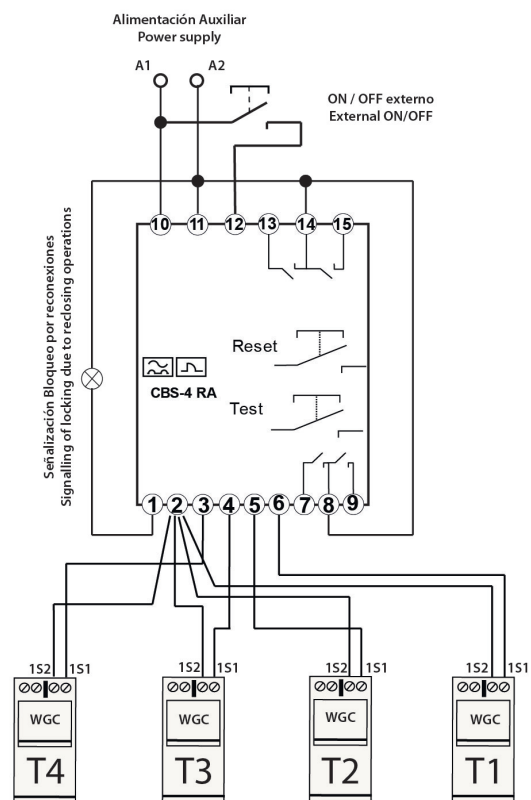 Alimentación Auxiliar
Power supply
A1 A2
ON / OFF externo
External ON/OFF
10 11 12 13 14 15
Señalización Bloqueo por reconexiones
Signalling of locking due to reclosing operations
Reset
CBS-4 RA
Test
1 2 3 4 5 6 7 8 9
1S2 1S1 1S2 1S1 1S2 1S1 1S2 1S1
WGC WGC WGC WGC
T4 T3 T2 T1